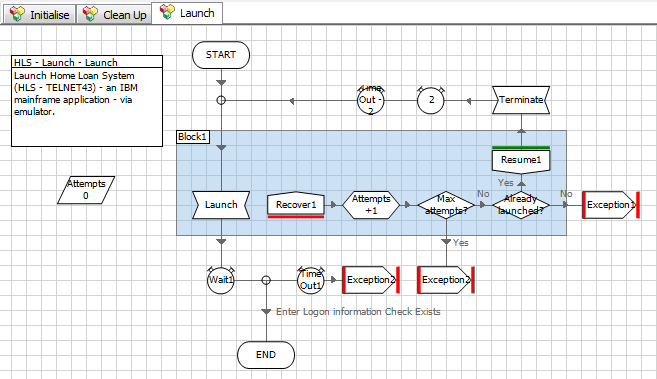 Initialise
Clean Up
Launch
START
HLS - Launch - Launch
Launch Home Loan System
(HLS - TELNET43) - an IBM
mainframe application - via
emulator.
Time
Out -
2
2
Terminate
Block1
Resume1
Attempts
0
Yes
Launch
Recover1
Attempts
+1
Max
attempts?
No
Already
launched?
No
Exception1
Yes
Wait1
Time
Out1
Exception2
Exception2
Enter Logon information Check Exists
END